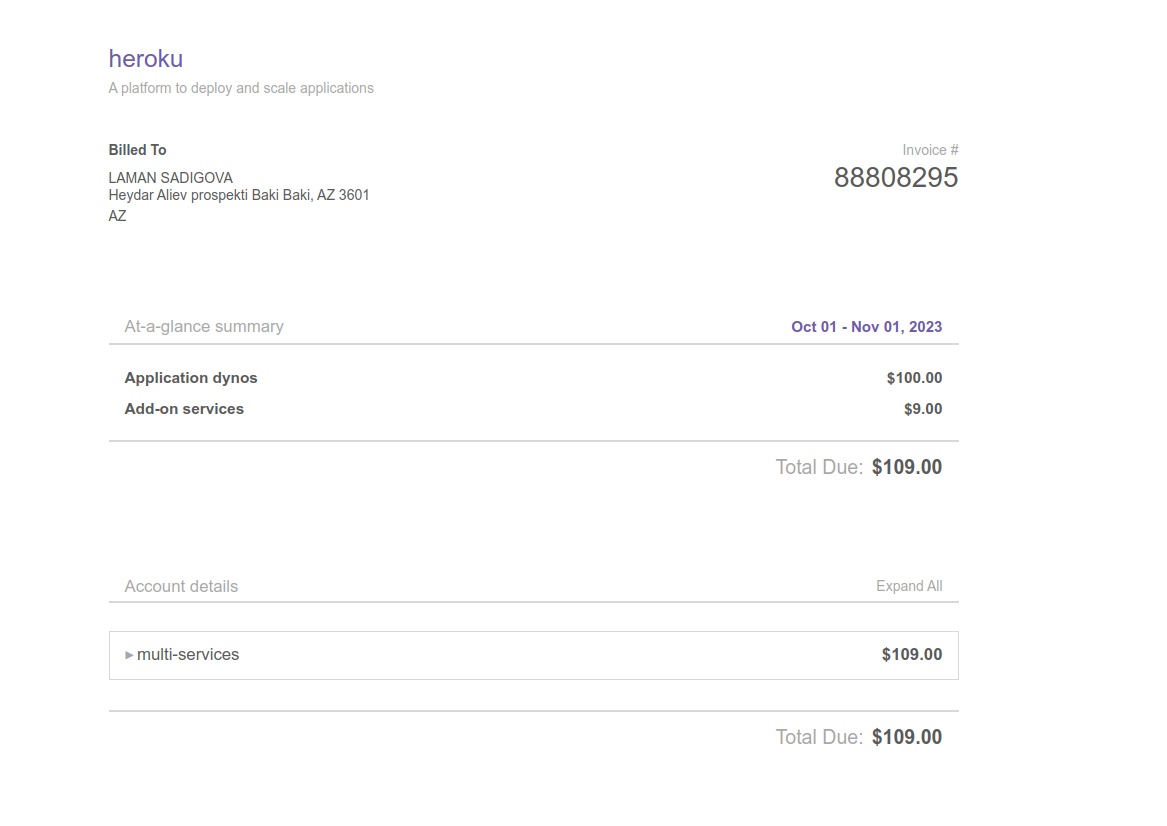 heroku
A platform to deploy and scale applications
Billed To
Invoice #
LAMAN SADIGOVA
88808295
Heydar Aliev prospekti Baki Baki, AZ 3601
AZ
At-a-glance summary
Oct 01 - Nov 01, 2023
Application dynos $100.00
Add-on services $9.00
Total Due: $109.00
Account details
Expand All
multi-services $109.00
Total Due: $109.00